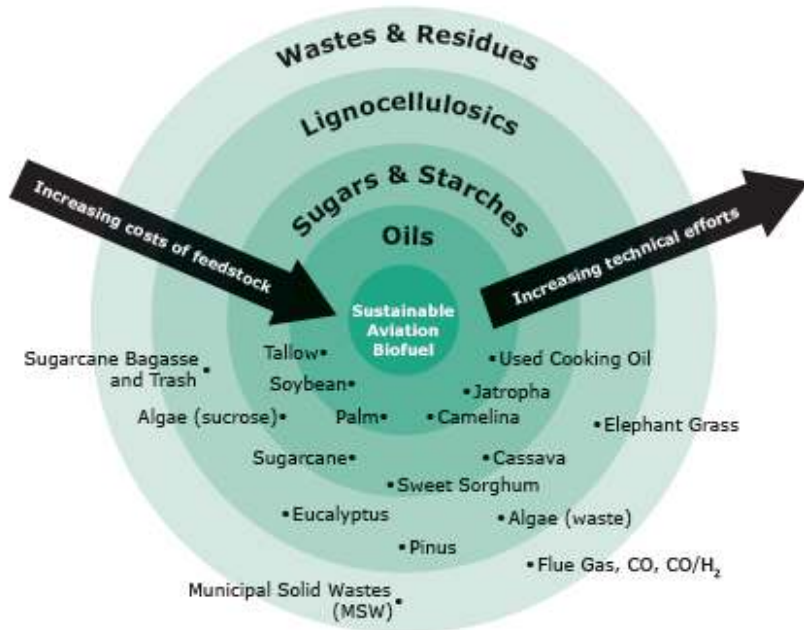 Wastes & Residues
Lignocellulosics
Sugars & Starches
Oils
Increasing costs of feedstock
Increasing technical efforts
Sustainable
Aviation
Biofuel
Tallow
Used Cooking Oil
Sugarcane Bagasse
and Trash
Soybean
Jatropha
Algae (sucrose)
Palm
Camelina
Elephant Grass
Sugarcane
Cassava
Sweet Sorghum
Eucalyptus
Algae (waste)
Pinus
Flue Gas, CO, CO/H₂
Municipal Solid Wastes
(MSW)